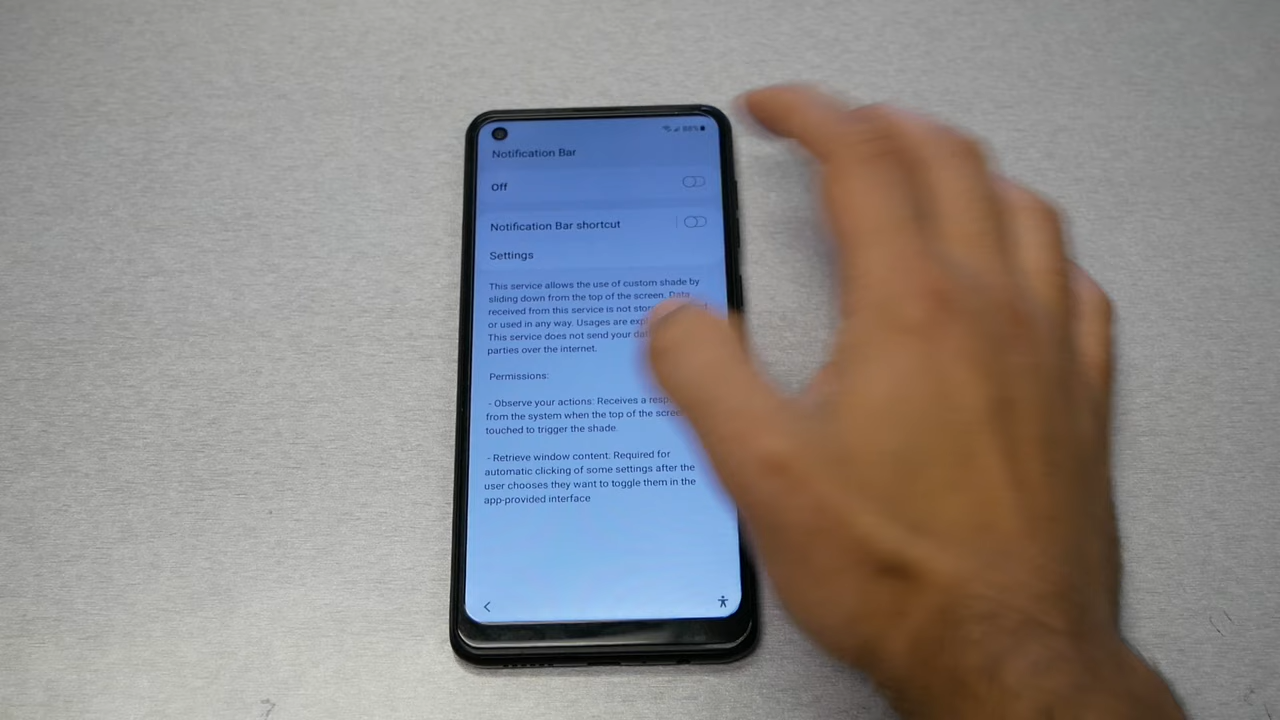 88%
Notification Bar
Off
Notification Bar shortcut
Settings
This service allows the use of custom shade by
sliding down from the top of the screen. Data
received from this service is not
or used in any way. Usages are
This service does not send your
parties over the internet.
Permissions:
- Observe your actions: Receives a
from the system when the top of the
touched to trigger the shade.
- Retrieve window content. Required for
automatic clicking of some settings after the
user chooses they want to toggle them in the
app-provided interface